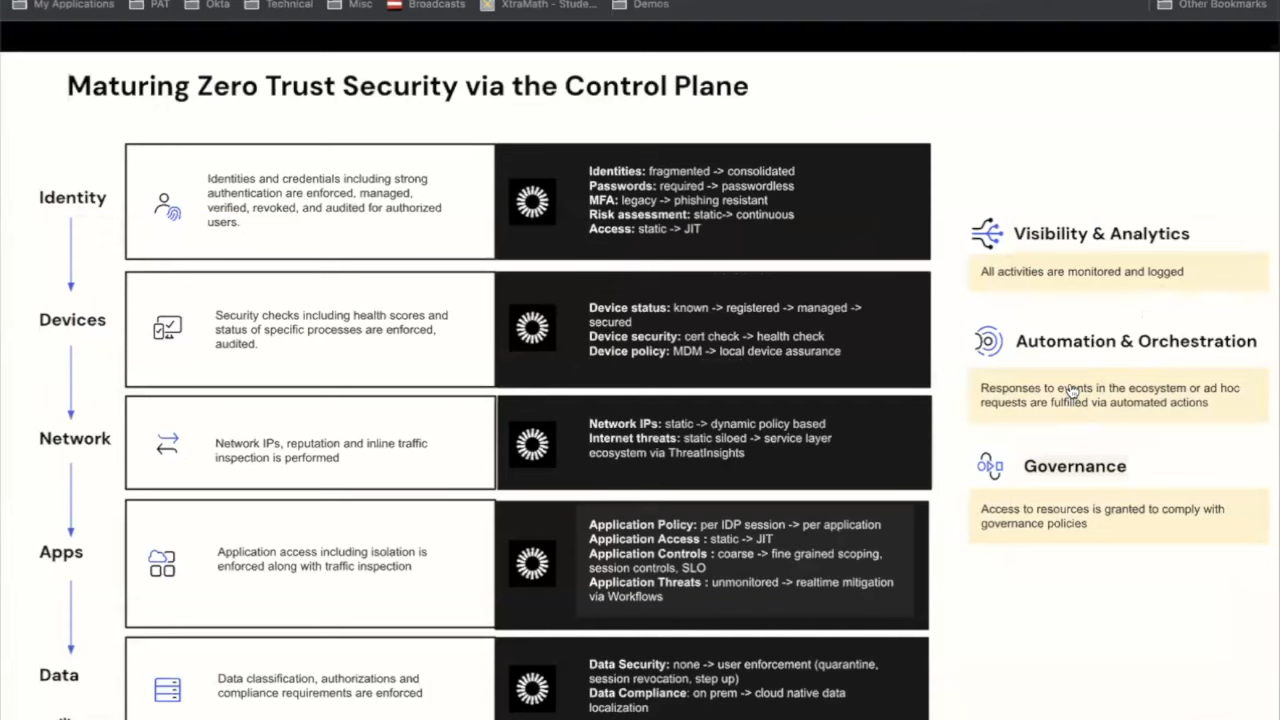 My Applications PAT Okta Technical Misc Broadcasts XtraMath - Stude... Demos Other Bookmarks
Maturing Zero Trust Security via the Control Plane
Identity
Identities and credentials including strong
authentication are enforced, managed,
verified, revoked, and audited for authorized
users.
Identities: fragmented -> consolidated
Passwords: required -> passwordless
MFA: legacy -> phishing resistant
Risk assessment: static-> continuous
Access: static -> JIT
Devices
Security checks including health scores and
status of specific processes are enforced,
audited.
Device status: known -> registered -> managed ->
secured
Device security: cert check -> health check
Device policy: MDM -> local device assurance
Network
Network IPs, reputation and inline traffic
inspection is performed
Network IPs: static -> dynamic policy based
Internet threats: static siloed -> service layer
ecosystem via ThreatInsights
Apps
Application access including isolation is
enforced along with traffic inspection
Application Policy: per IDP session -> per application
Application Access : static -> JIT
Application Controls : coarse -> fine grained scoping,
session controls, SLO
Application Threats : unmonitored -> realtime mitigation
via Workflows
Data
Data classification, authorizations and
compliance requirements are enforced
Data Security: none -> user enforcement (quarantine,
session revocation, step up)
Data Compliance: on prem -> cloud native data
localization
Visibility & Analytics
All activities are monitored and logged
Automation & Orchestration
Responses to events in the ecosystem or ad hoc
requests are fulfilled via automated actions
Governance
Access to resources is granted to comply with
governance policies